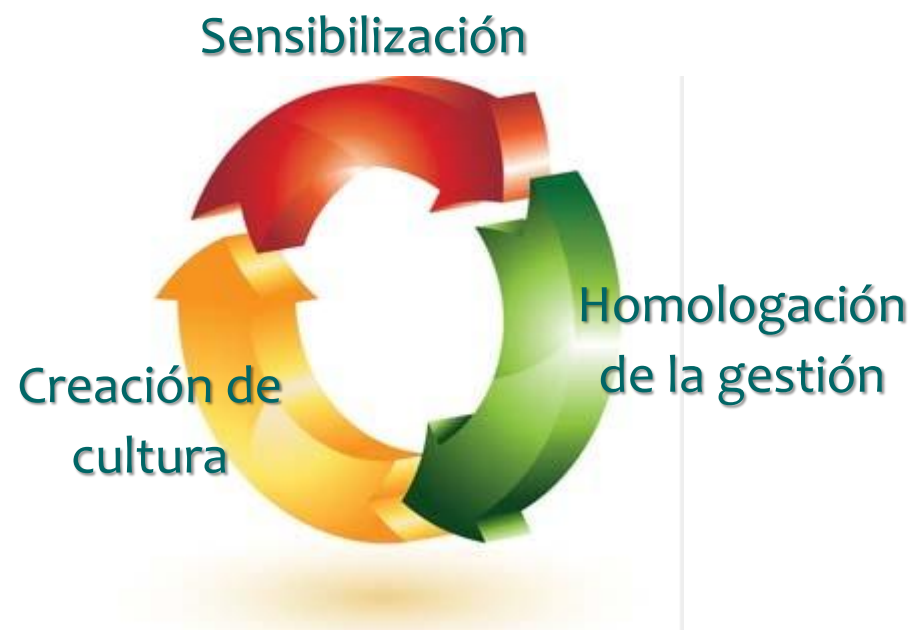 Sensibilización
Homologación
de la gestión
Creación de
cultura